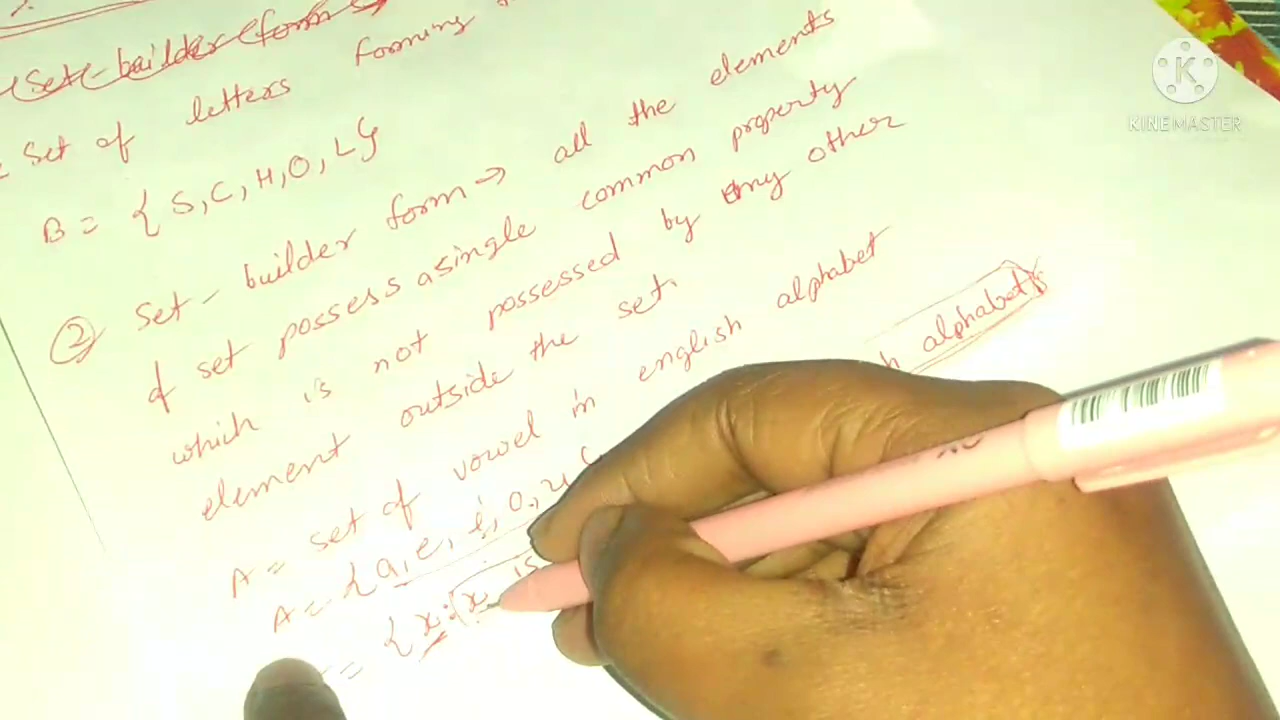 Set-builder form
Set of letters forming
B = { S, C, H, O, L }
② Set-builder form → all the elements
of set possess a single common property
which is not possessed by any other
element outside the set.
A = set of vowel in english alphabet
A = { a, e, i, o, u
= { x : x is
h alphabet }
KINEMASTER